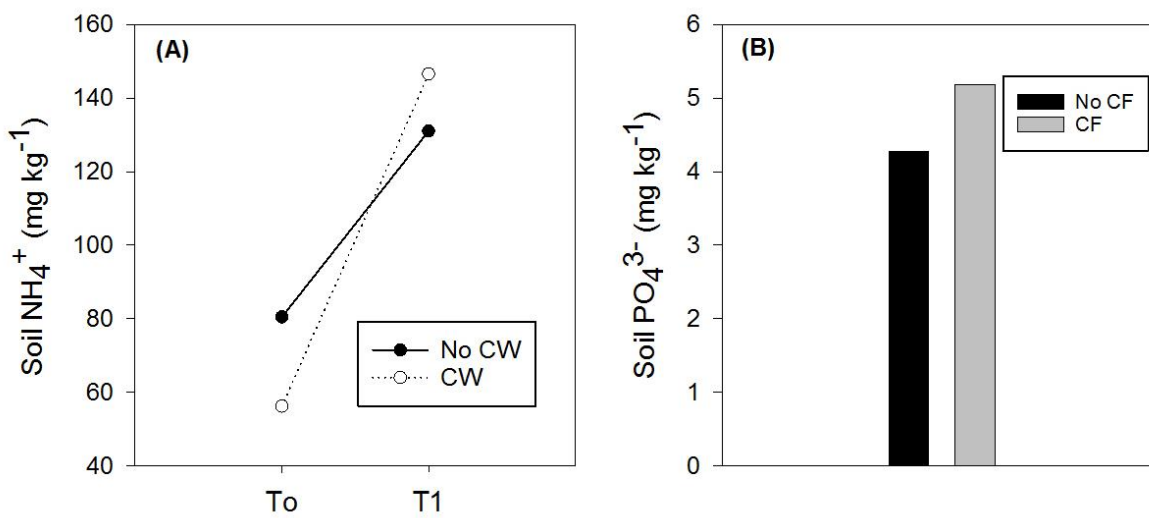 (A)
Soil NH4+ (mg kg-1)
160
140
120
100
80
60
40
To
T1
No CW
CW
(B)
Soil PO43- (mg kg-1)
6
5
4
3
2
1
0
No CF
CF